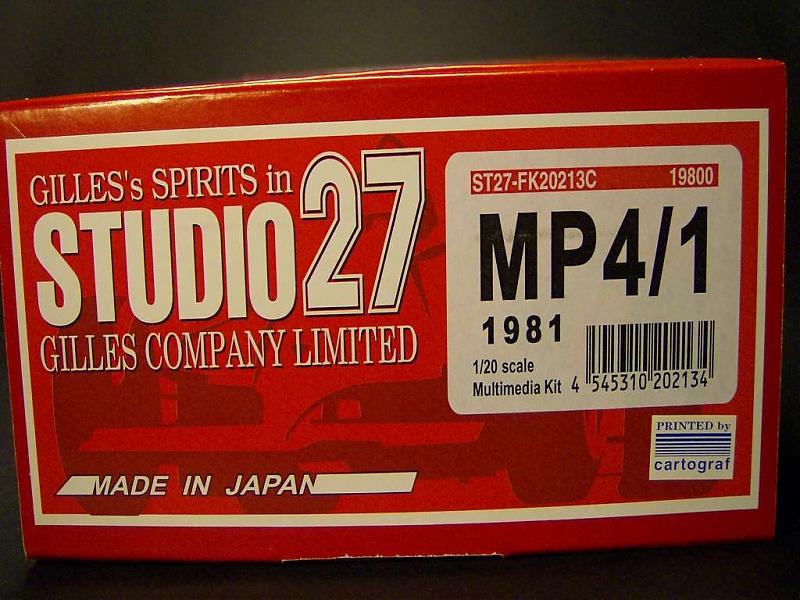 GILLES's SPIRITS in
STUDIO27
GILLES COMPANY LIMITED
MADE IN JAPAN
ST27-FK20213C 19800
MP4/1
1981
1/20 scale
Multimedia Kit 4 545310 202134
PRINTED by
cartograf